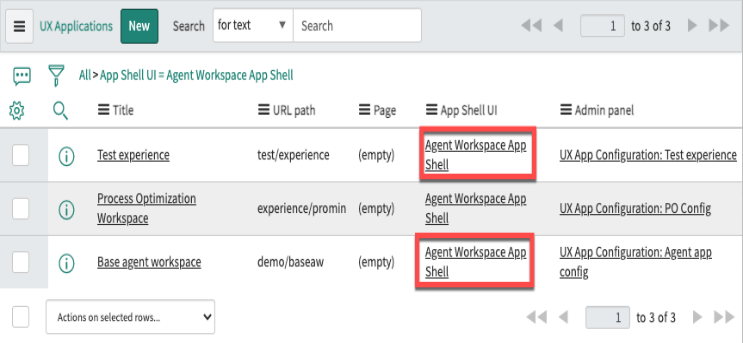 UX Applications New Search for text Search 1 to 3 of 3
All > App Shell UI = Agent Workspace App Shell
Title URL path Page App Shell UI Admin panel
Test experience test/experience (empty) Agent Workspace App Shell UX App Configuration: Test experience
Process Optimization Workspace experience/promin (empty) Agent Workspace App Shell UX App Configuration: PO Config
Base agent workspace demo/baseaw (empty) Agent Workspace App Shell UX App Configuration: Agent app config
Actions on selected rows... 1 to 3 of 3